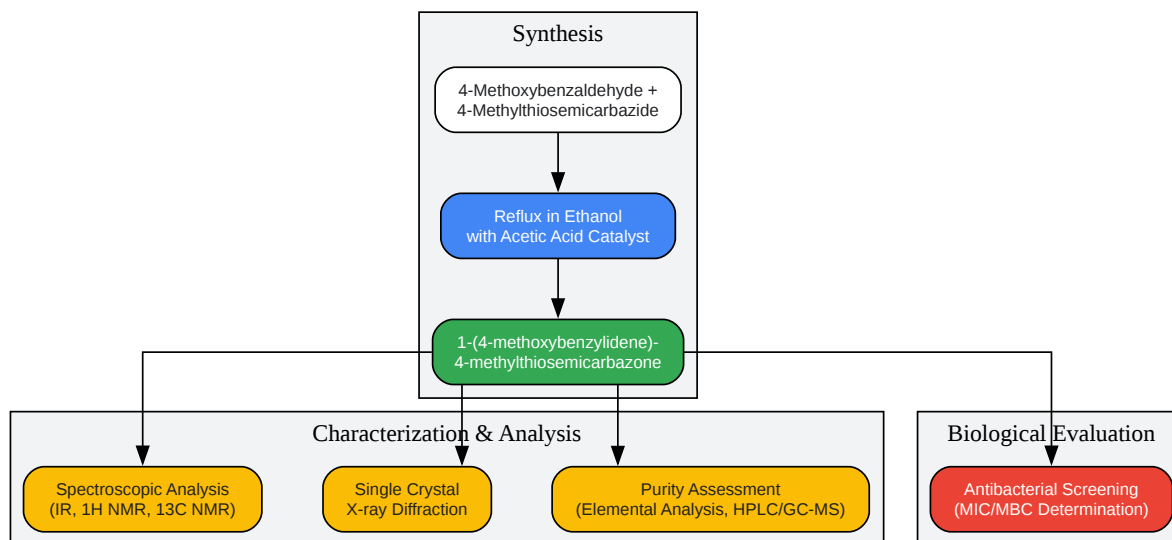 Synthesis
4-Methoxybenzaldehyde +
4-Methylthiosemicarbazide
Reflux in Ethanol
with Acetic Acid Catalyst
1-(4-methoxybenzylidene)-
4-methylthiosemicarbazone
Characterization & Analysis
Spectroscopic Analysis
(IR, 1H NMR, 13C NMR)
Single Crystal
X-ray Diffraction
Purity Assessment
(Elemental Analysis, HPLC/GC-MS)
Biological Evaluation
Antibacterial Screening
(MIC/MBC Determination)